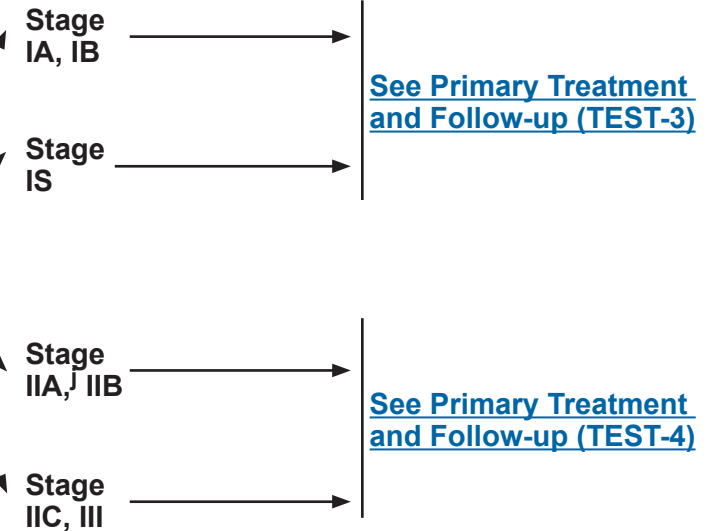 Stage
IA, IB
See Primary Treatment
and Follow-up (TEST-3)
Stage
IS
Stage
IIA,j IIB
See Primary Treatment
and Follow-up (TEST-4)
Stage
IIC, III